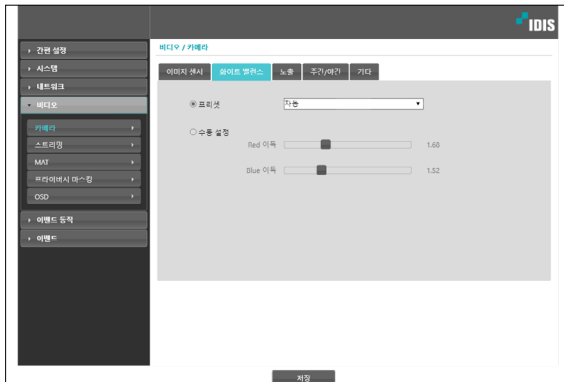 IDIS
비디오 / 카메라
간편 설정
시스템
네트워크
비디오
카메라
스트리밍
MAT
프라이버시 마스킹
OSD
이벤트 동작
이벤트
이미지 센서
화이트 밸런스
노출
주간/야간
기타
프리셋
자동
수동 설정
Red 이득
1.60
Blue 이득
1.52
저장